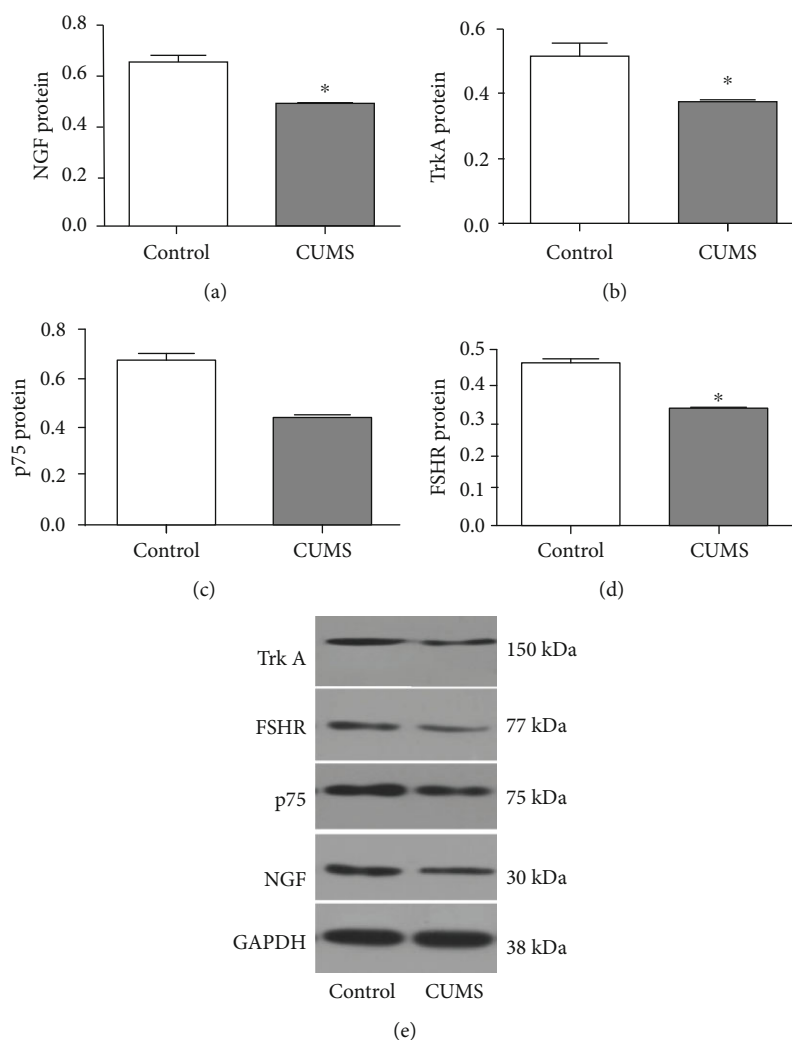 0.8
0.6
0.4
0.2
0.0
NGF protein
*
Control CUMS
(a)
0.6
0.4
0.2
0.0
TrkA protein
*
Control CUMS
(b)
0.8
0.6
0.4
0.2
0.0
p75 protein
Control CUMS
(c)
0.5
0.4
0.3
0.2
0.1
0.0
FSHR protein
*
Control CUMS
(d)
Trk A 150 kDa
FSHR 77 kDa
p75 75 kDa
NGF 30 kDa
GAPDH 38 kDa
Control CUMS
(e)